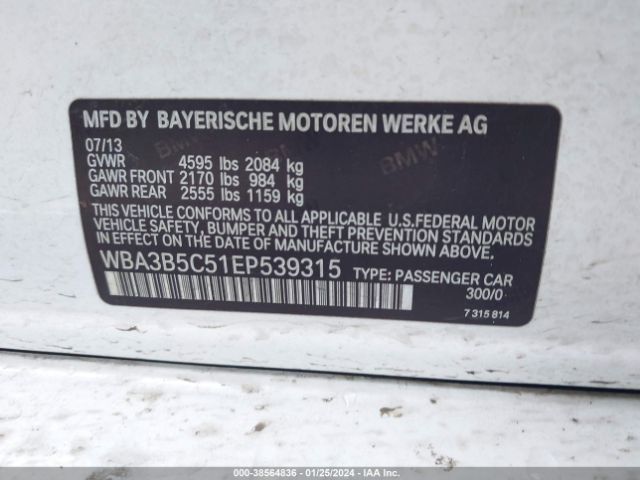 MFD BY BAYERISCHE MOTOREN WERKE AG
07/13
GVWR 4595 lbs 2084 kg
GAWR FRONT 2170 lbs 984 kg
GAWR REAR 2555 lbs 1159 kg
THIS VEHICLE CONFORMS TO ALL APPLICABLE U.S.FEDERAL MOTOR
VEHICLE SAFETY, BUMPER AND THEFT PREVENTION STANDARDS
IN EFFECT ON THE DATE OF MANUFACTURE SHOWN ABOVE.
WBA3B5C51EP539315 TYPE: PASSENGER CAR
300/0
7 315 814
BMW
BMW
000-38564836 - 01/25/2024 - IAA Inc.